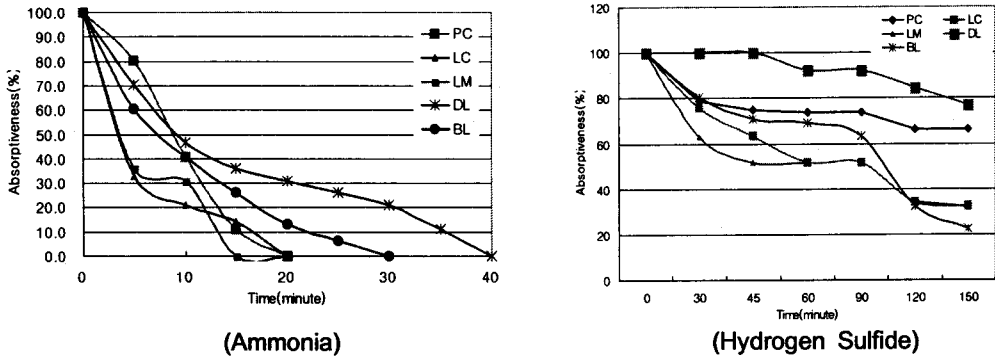 100.0
90.0
80.0
70.0
60.0
50.0
40.0
30.0
20.0
10.0
0.0
Absorptiveness(%)
PC
LC
LM
DL
BL
0 10 20 30 40
Time(minute)
(Ammonia)
120
100
80
60
40
20
0
Absorptiveness(%)
PC LC
LM DL
BL
0 30 45 60 90 120 150
Time(minute)
(Hydrogen Sulfide)